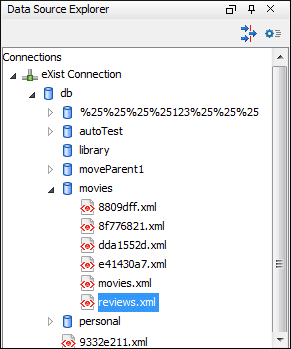 Data Source Explorer
Connections
eXist Connection
db
%25%25%25%25123%25%25%25
autoTest
library
moveParent1
movies
8809dff.xml
8f776821.xml
dda1552d.xml
e41430a7.xml
movies.xml
reviews.xml
personal
9332e211.xml